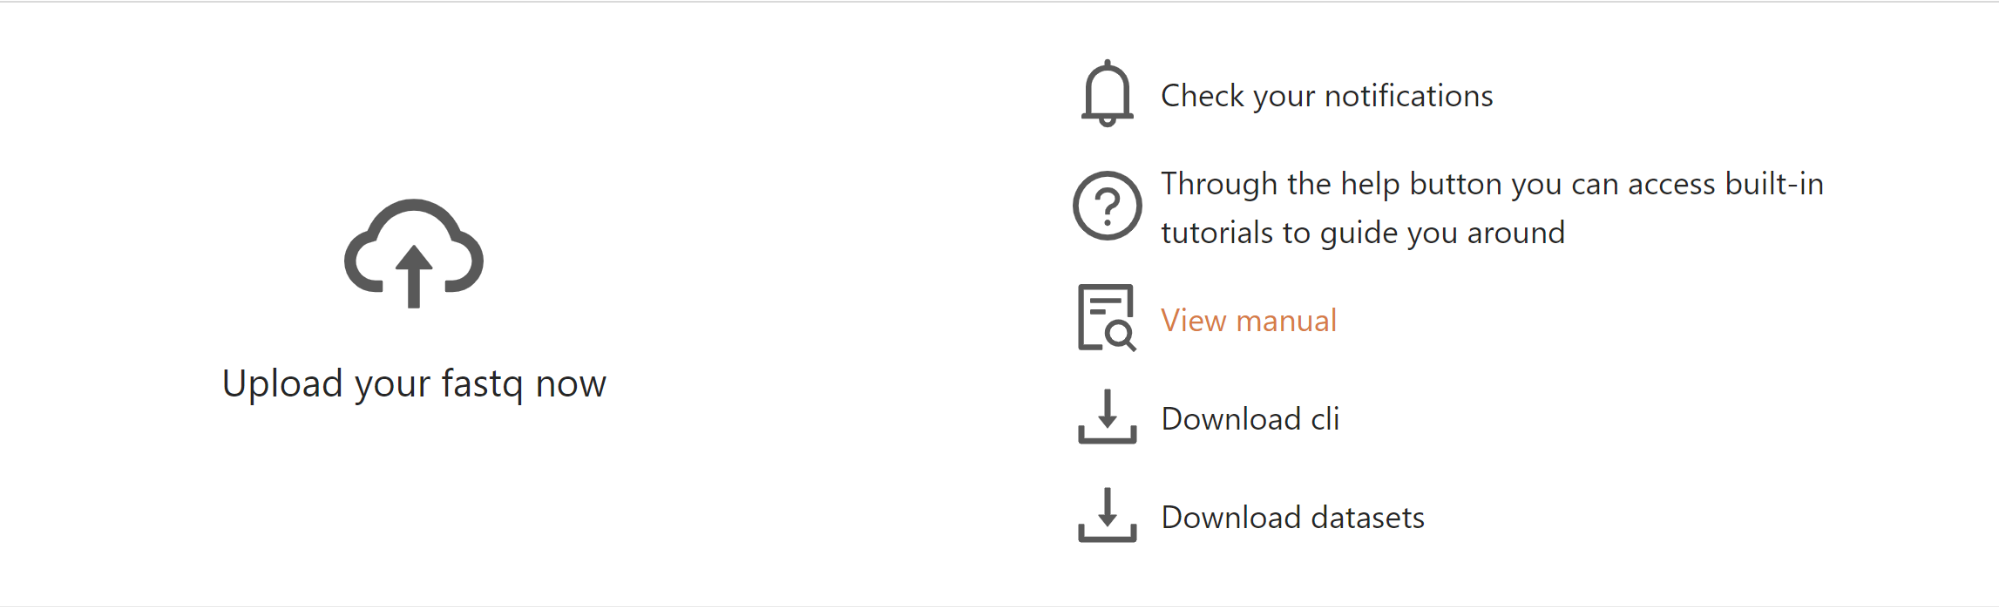 Upload your fastq now
Check your notifications
Through the help button you can access built-in
tutorials to guide you around
View manual
Download cli
Download datasets